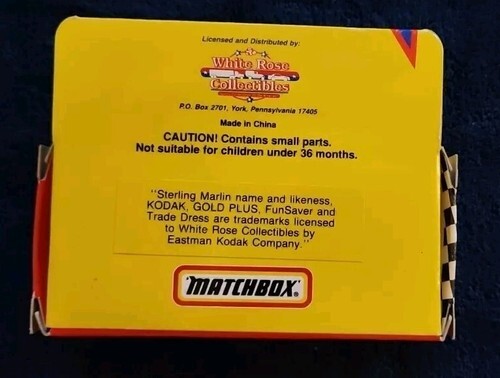 Licensed and Distributed by:
White Rose
Collectibles
P.O. Box 2701, York, Pennsylvania 17405
Made in China
CAUTION! Contains small parts.
Not suitable for children under 36 months.
"Sterling Marlin name and likeness,
KODAK, GOLD PLUS, FunSaver and
Trade Dress are trademarks licensed
to White Rose Collectibles by
Eastman Kodak Company."
MATCHBOX®